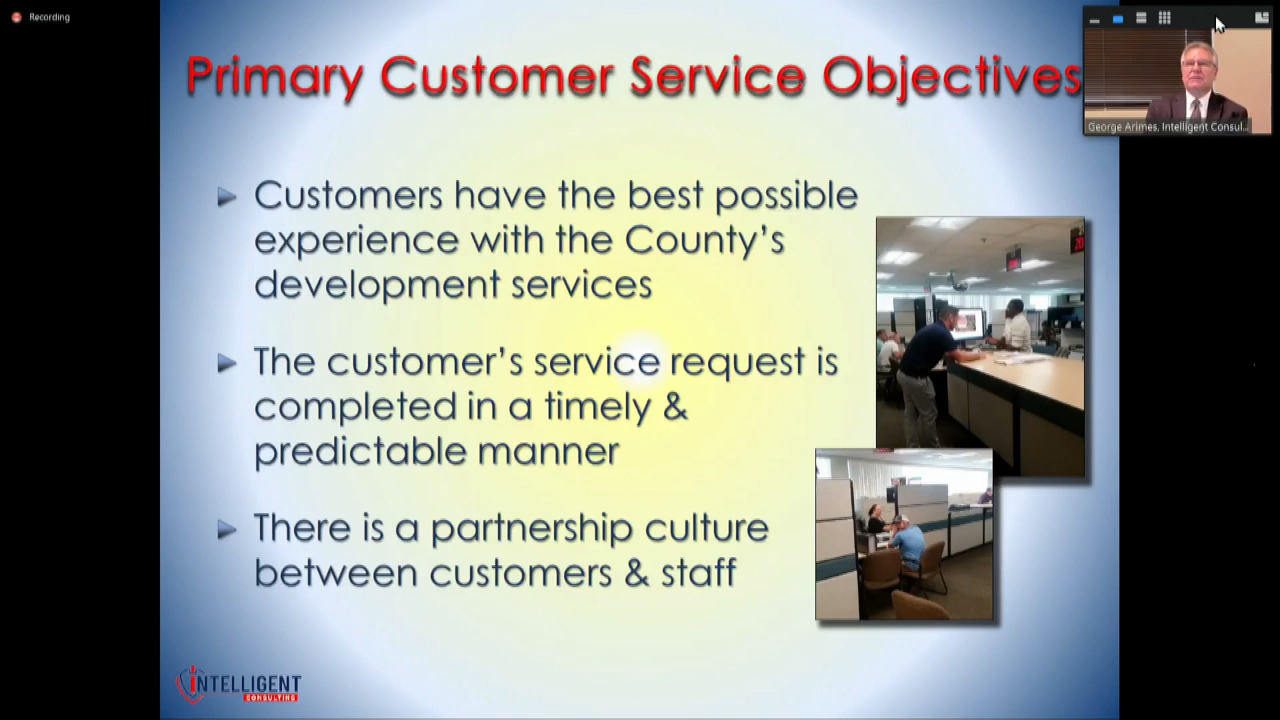 Recording
Primary Customer Service Objectives
George Arimes, Intelligent Consul...
Customers have the best possible
experience with the County's
development services
The customer's service request is
completed in a timely &
predictable manner
There is a partnership culture
between customers & staff
INTELLIGENT
CONSULTING